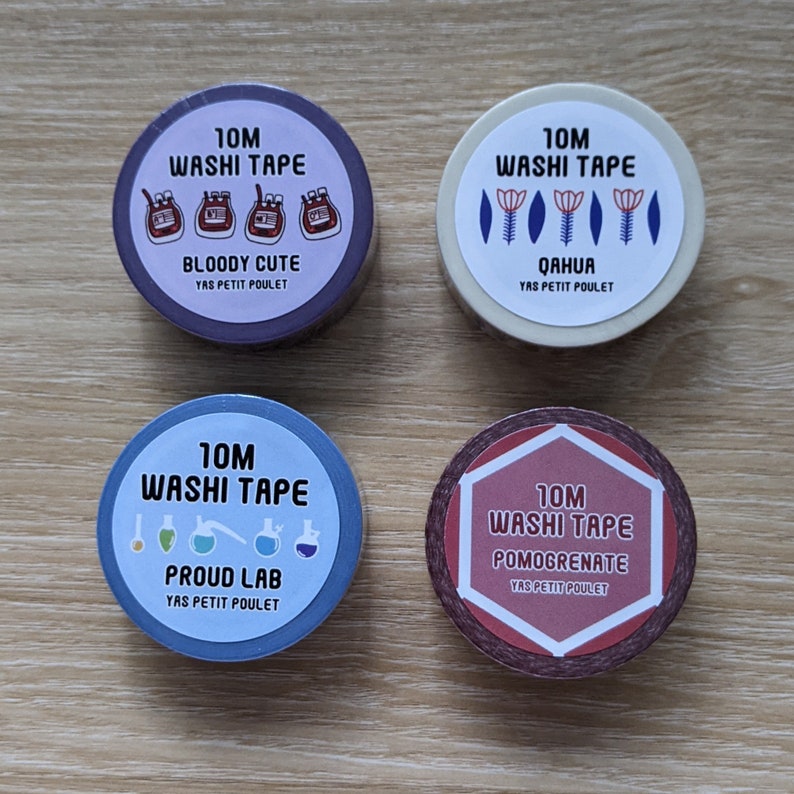 10M
WASHI TAPE
BLOODY CUTE
YAS PETIT POULET
10M
WASHI TAPE
QAHUA
YAS PETIT POULET
10M
WASHI TAPE
PROUD LAB
YAS PETIT POULET
10M
WASHI TAPE
POMOGRENATE
YAS PETIT POULET